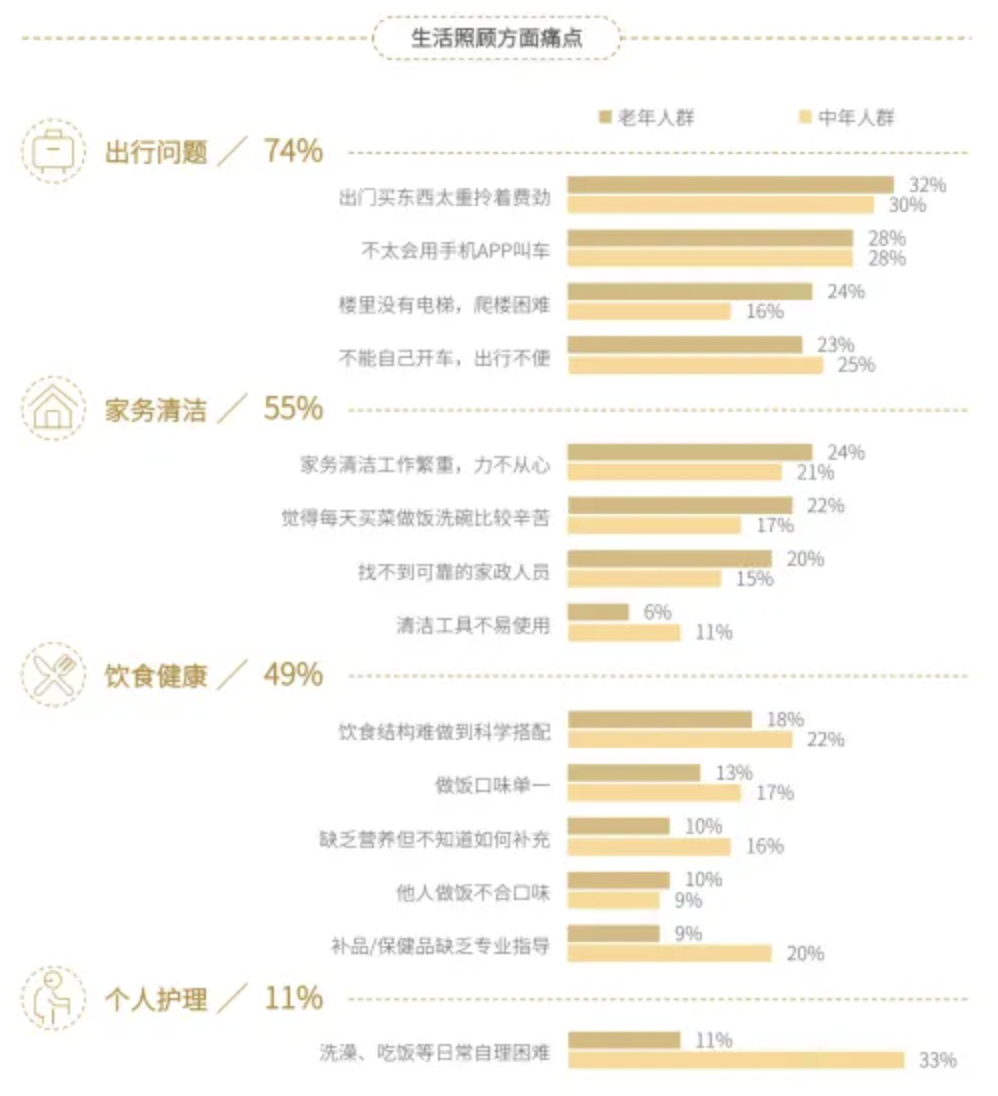 生活照顾方面痛点
老年人群 中年人群
出行问题 / 74%
出门买东西太重拎着费劲 32% 30%
不太会用手机APP叫车 28% 28%
楼里没有电梯，爬楼困难 24% 16%
不能自己开车，出行不便 23% 25%
家务清洁 / 55%
家务清洁工作繁重，力不从心 24% 21%
觉得每天买菜做饭洗碗比较辛苦 22% 17%
找不到可靠的家政人员 20% 15%
清洁工具不易使用 6% 11%
饮食健康 / 49%
饮食结构难做到科学搭配 18% 22%
做饭口味单一 13% 17%
缺乏营养但不知道如何补充 10% 16%
他人做饭不合口味 10% 9%
补品/保健品缺乏专业指导 9% 20%
个人护理 / 11%
洗澡、吃饭等日常自理困难 11% 33%